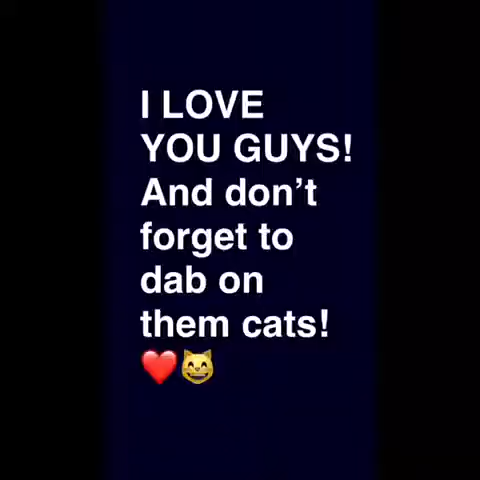 I LOVE
YOU GUYS!
And don’t
forget to
dab on
them cats!
❤️😸